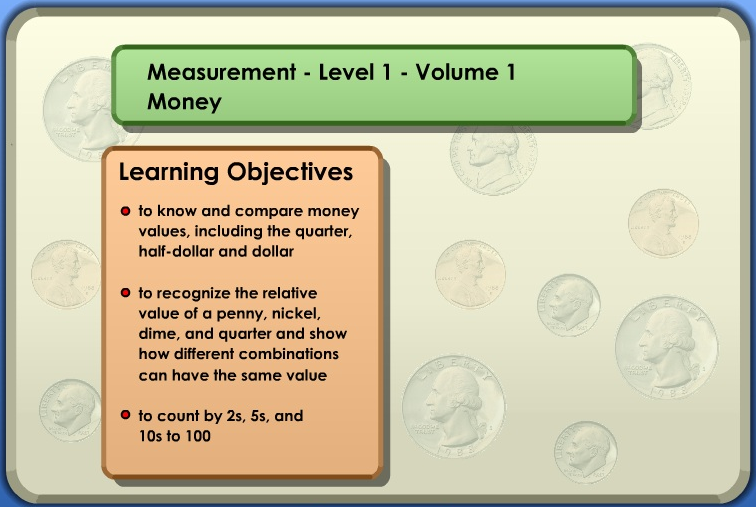 Measurement - Level 1 - Volume 1
Money
Learning Objectives
to know and compare money
values, including the quarter,
half-dollar and dollar
to recognize the relative
value of a penny, nickel,
dime, and quarter and show
how different combinations
can have the same value
to count by 2s, 5s, and
10s to 100